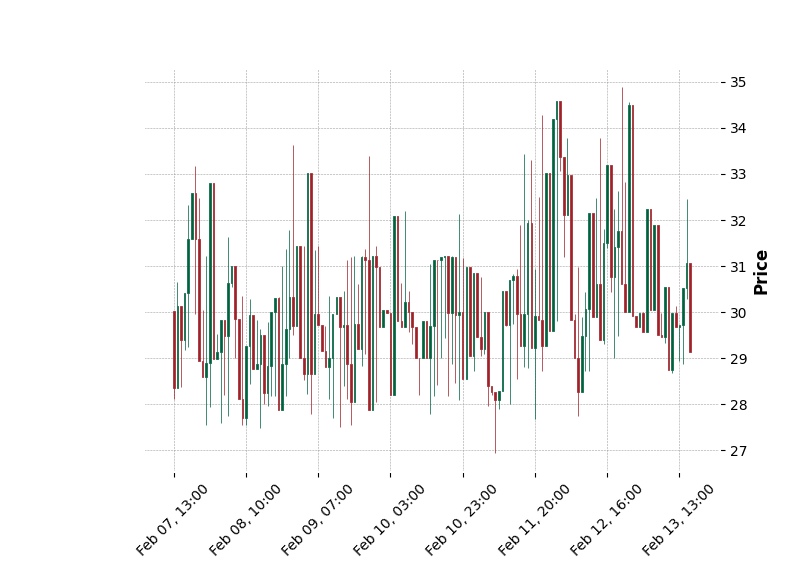 35
34
33
32
31
30
29
28
27
Price
Feb 07, 13:00
Feb 08, 10:00
Feb 09, 07:00
Feb 10, 03:00
Feb 10, 23:00
Feb 11, 20:00
Feb 12, 16:00
Feb 13, 13:00